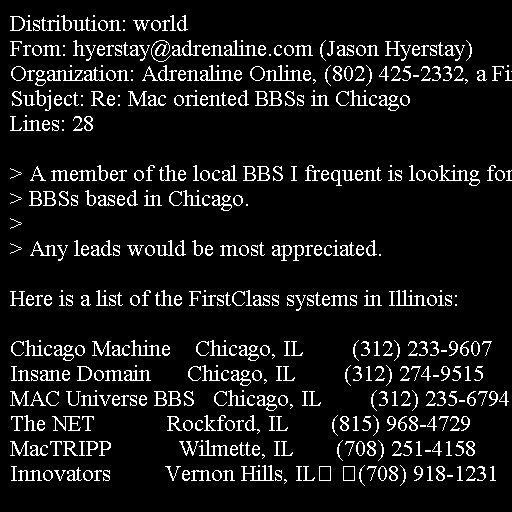 Distribution: world
From: hyerstay@adrenaline.com (Jason Hyerstay)
Organization: Adrenaline Online, (802) 425-2332, a
Subject: Re: Mac oriented BBSs in Chicago
Lines: 28
> A member of the local BBS I frequent is looking for
> BBSs based in Chicago.
>
> Any leads would be most appreciated.
Here is a list of the FirstClass systems in Illinois:
Chicago Machine    Chicago, IL        (312) 233-9607
Insane Domain      Chicago, IL        (312) 274-9515
MAC Universe BBS   Chicago, IL        (312) 235-6794
The NET            Rockford, IL       (815) 968-4729
MacTRIPP           Wilmette, IL       (708) 251-4158
Innovators         Vernon Hills, IL (708) 918-1231